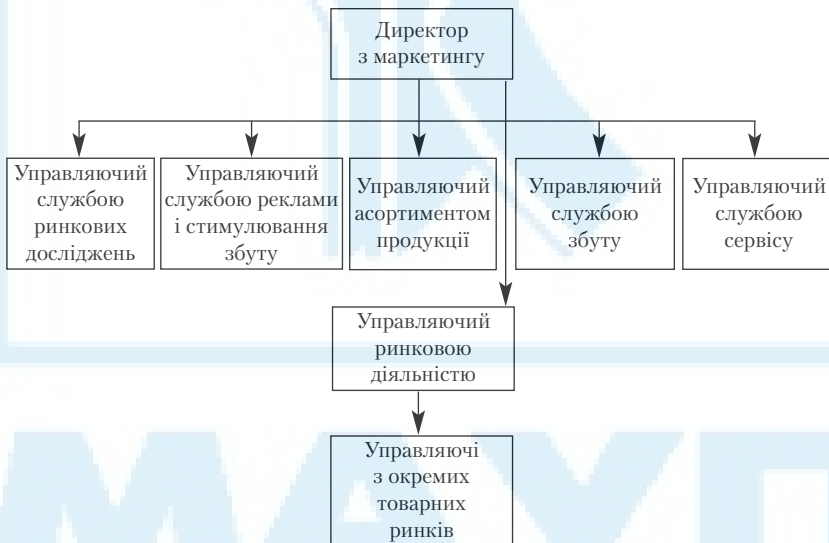 Директор
з маркетингу
Управляючий
службою
ринкових
досліджень
Управляючий
службою реклами
і стимулювання
збуту
Управляючий
асортиментом
продукції
Управляючий
службою
збуту
Управляючий
службою
сервісу
Управляючий
ринковою
діяльністю
Управляючі
з окремих
товарних
ринків
МАУП